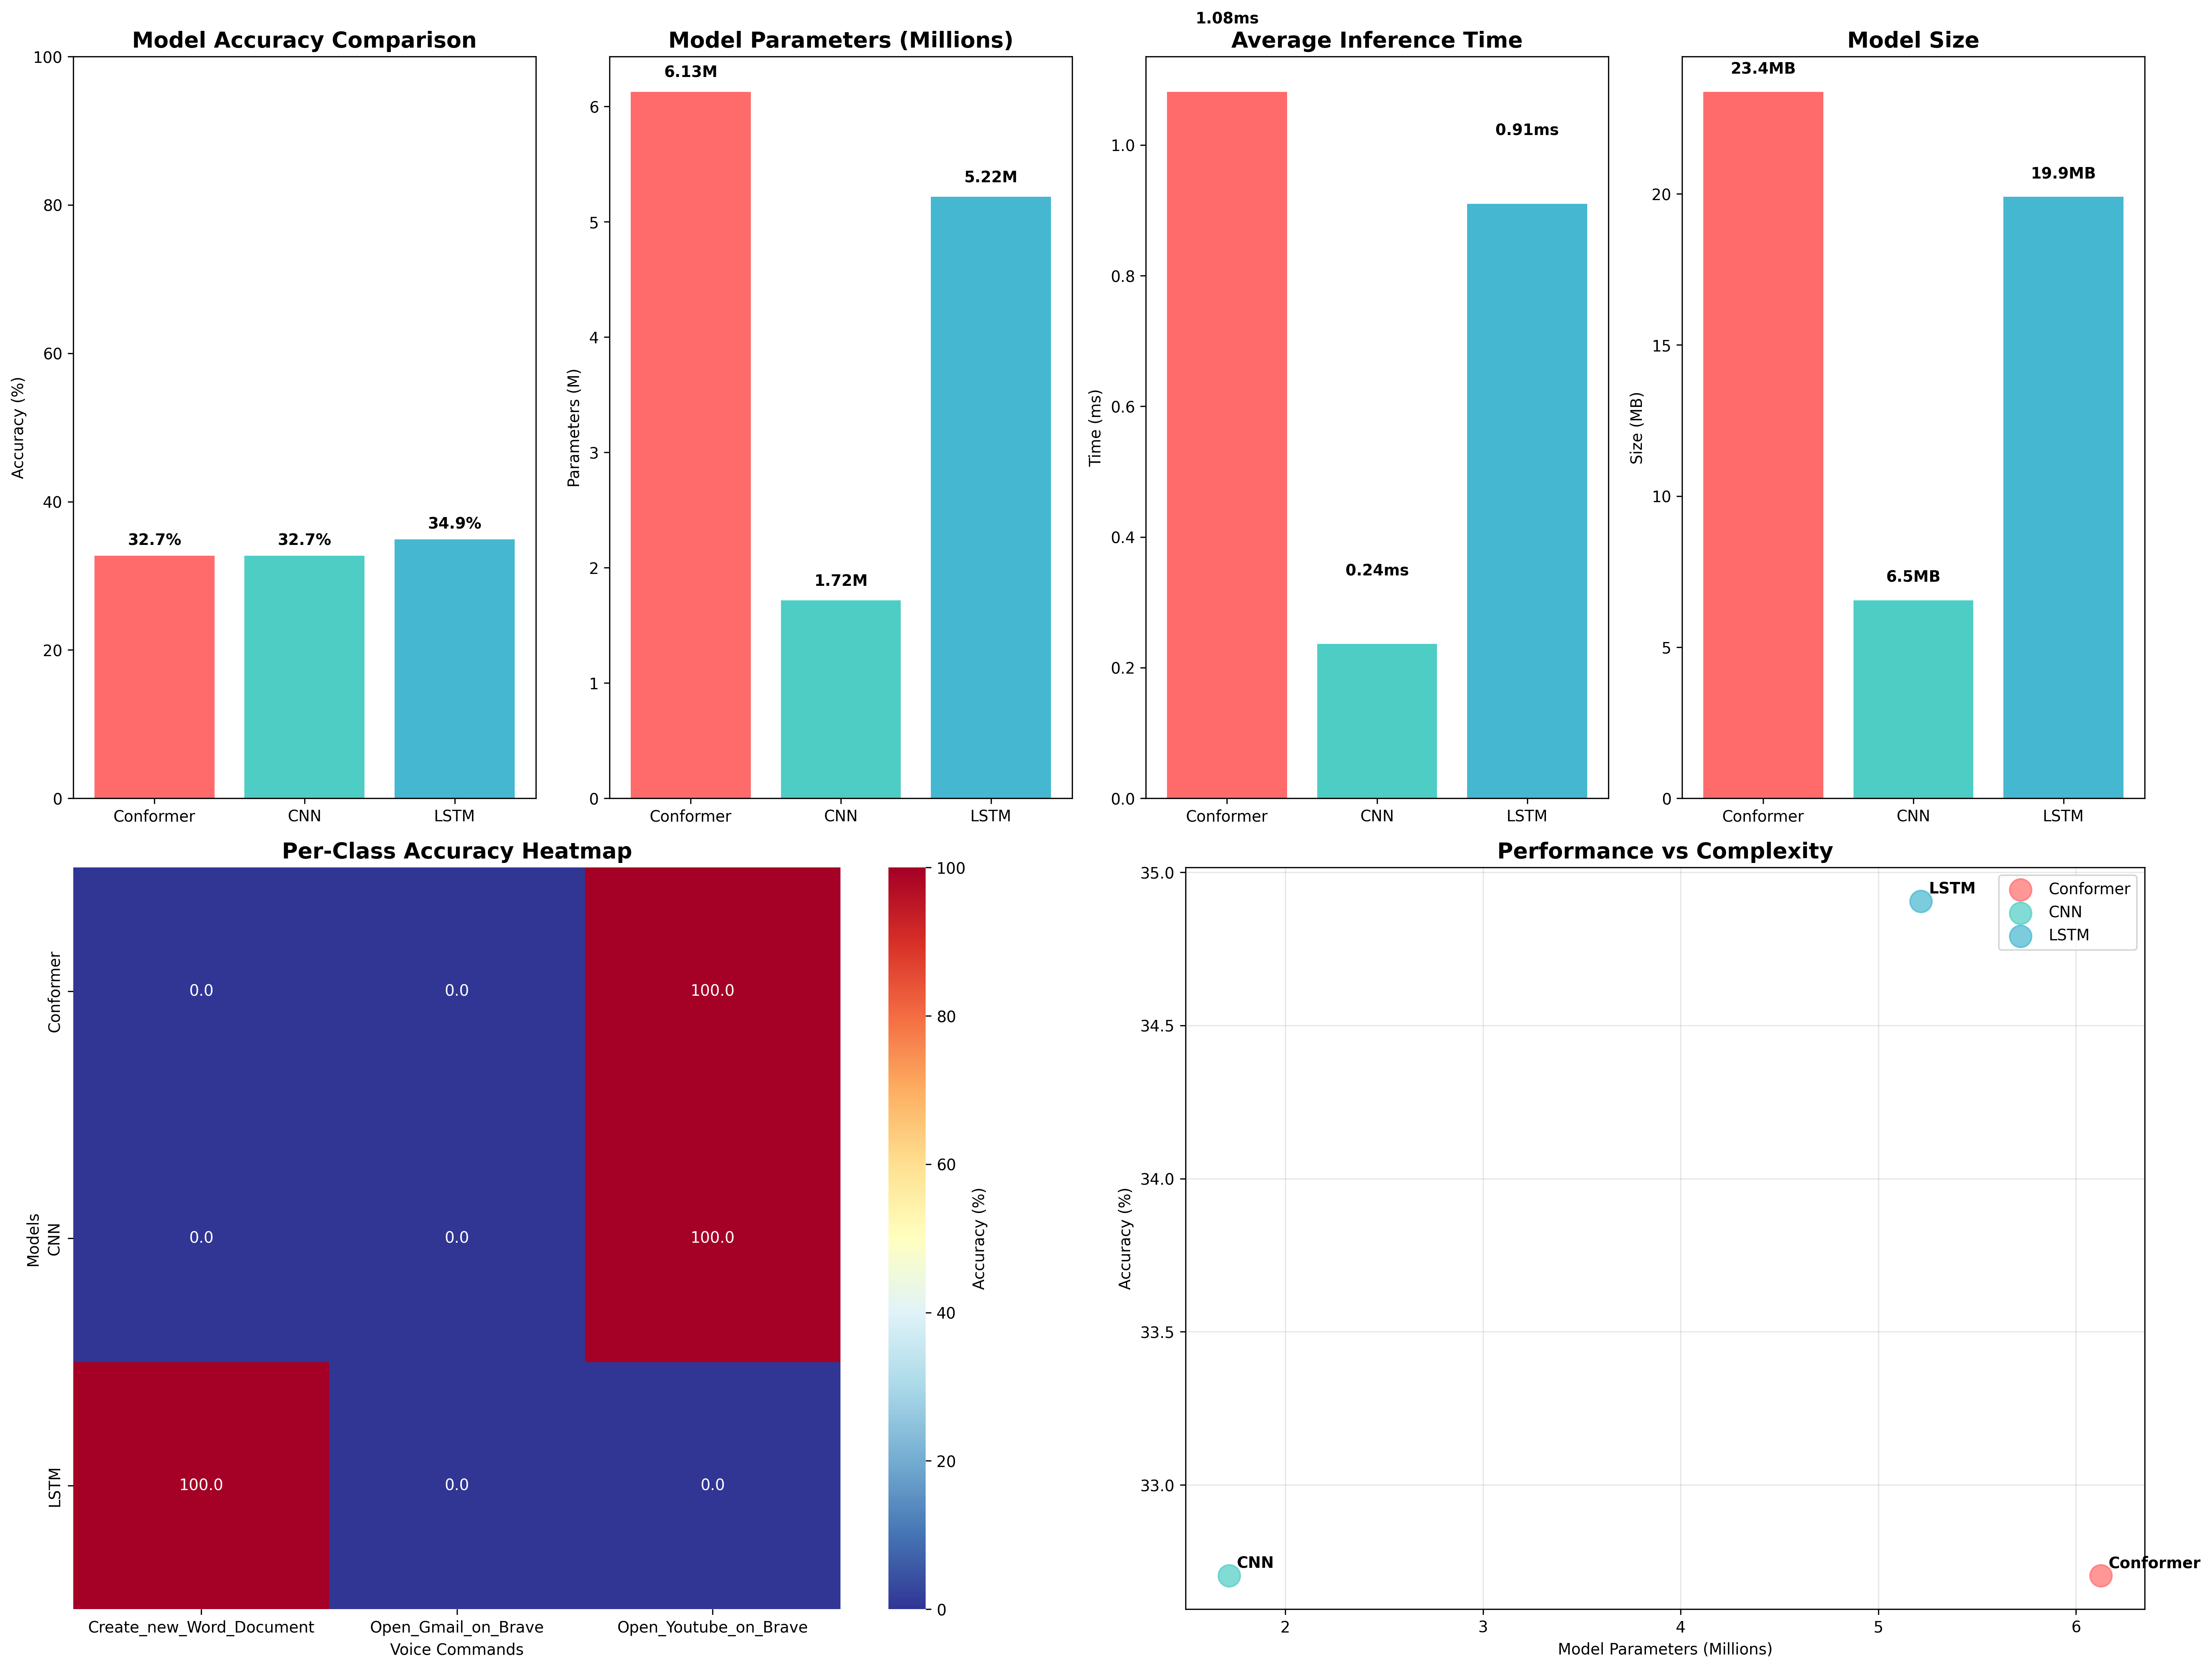 Model Accuracy Comparison
Accuracy (%)
100
80
60
40
20
0
32.7%
32.7%
34.9%
Conformer
CNN
LSTM
Model Parameters (Millions)
Parameters (M)
6
5
4
3
2
1
0
6.13M
1.72M
5.22M
Conformer
CNN
LSTM
1.08ms
Average Inference Time
Time (ms)
1.0
0.8
0.6
0.4
0.2
0.0
0.24ms
0.91ms
Conformer
CNN
LSTM
Model Size
Size (MB)
20
15
10
5
0
23.4MB
6.5MB
19.9MB
Conformer
CNN
LSTM
Per-Class Accuracy Heatmap
Models
Conformer
CNN
LSTM
0.0 0.0 100.0
0.0 0.0 100.0
100.0 0.0 0.0
Create_new_Word_Document
Open_Gmail_on_Brave
Open_Youtube_on_Brave
Voice Commands
100
80
60
40
20
0
Accuracy (%)
Performance vs Complexity
Accuracy (%)
35.0
34.5
34.0
33.5
33.0
LSTM
CNN
Conformer
Conformer
CNN
LSTM
2
3
4
5
6
Model Parameters (Millions)